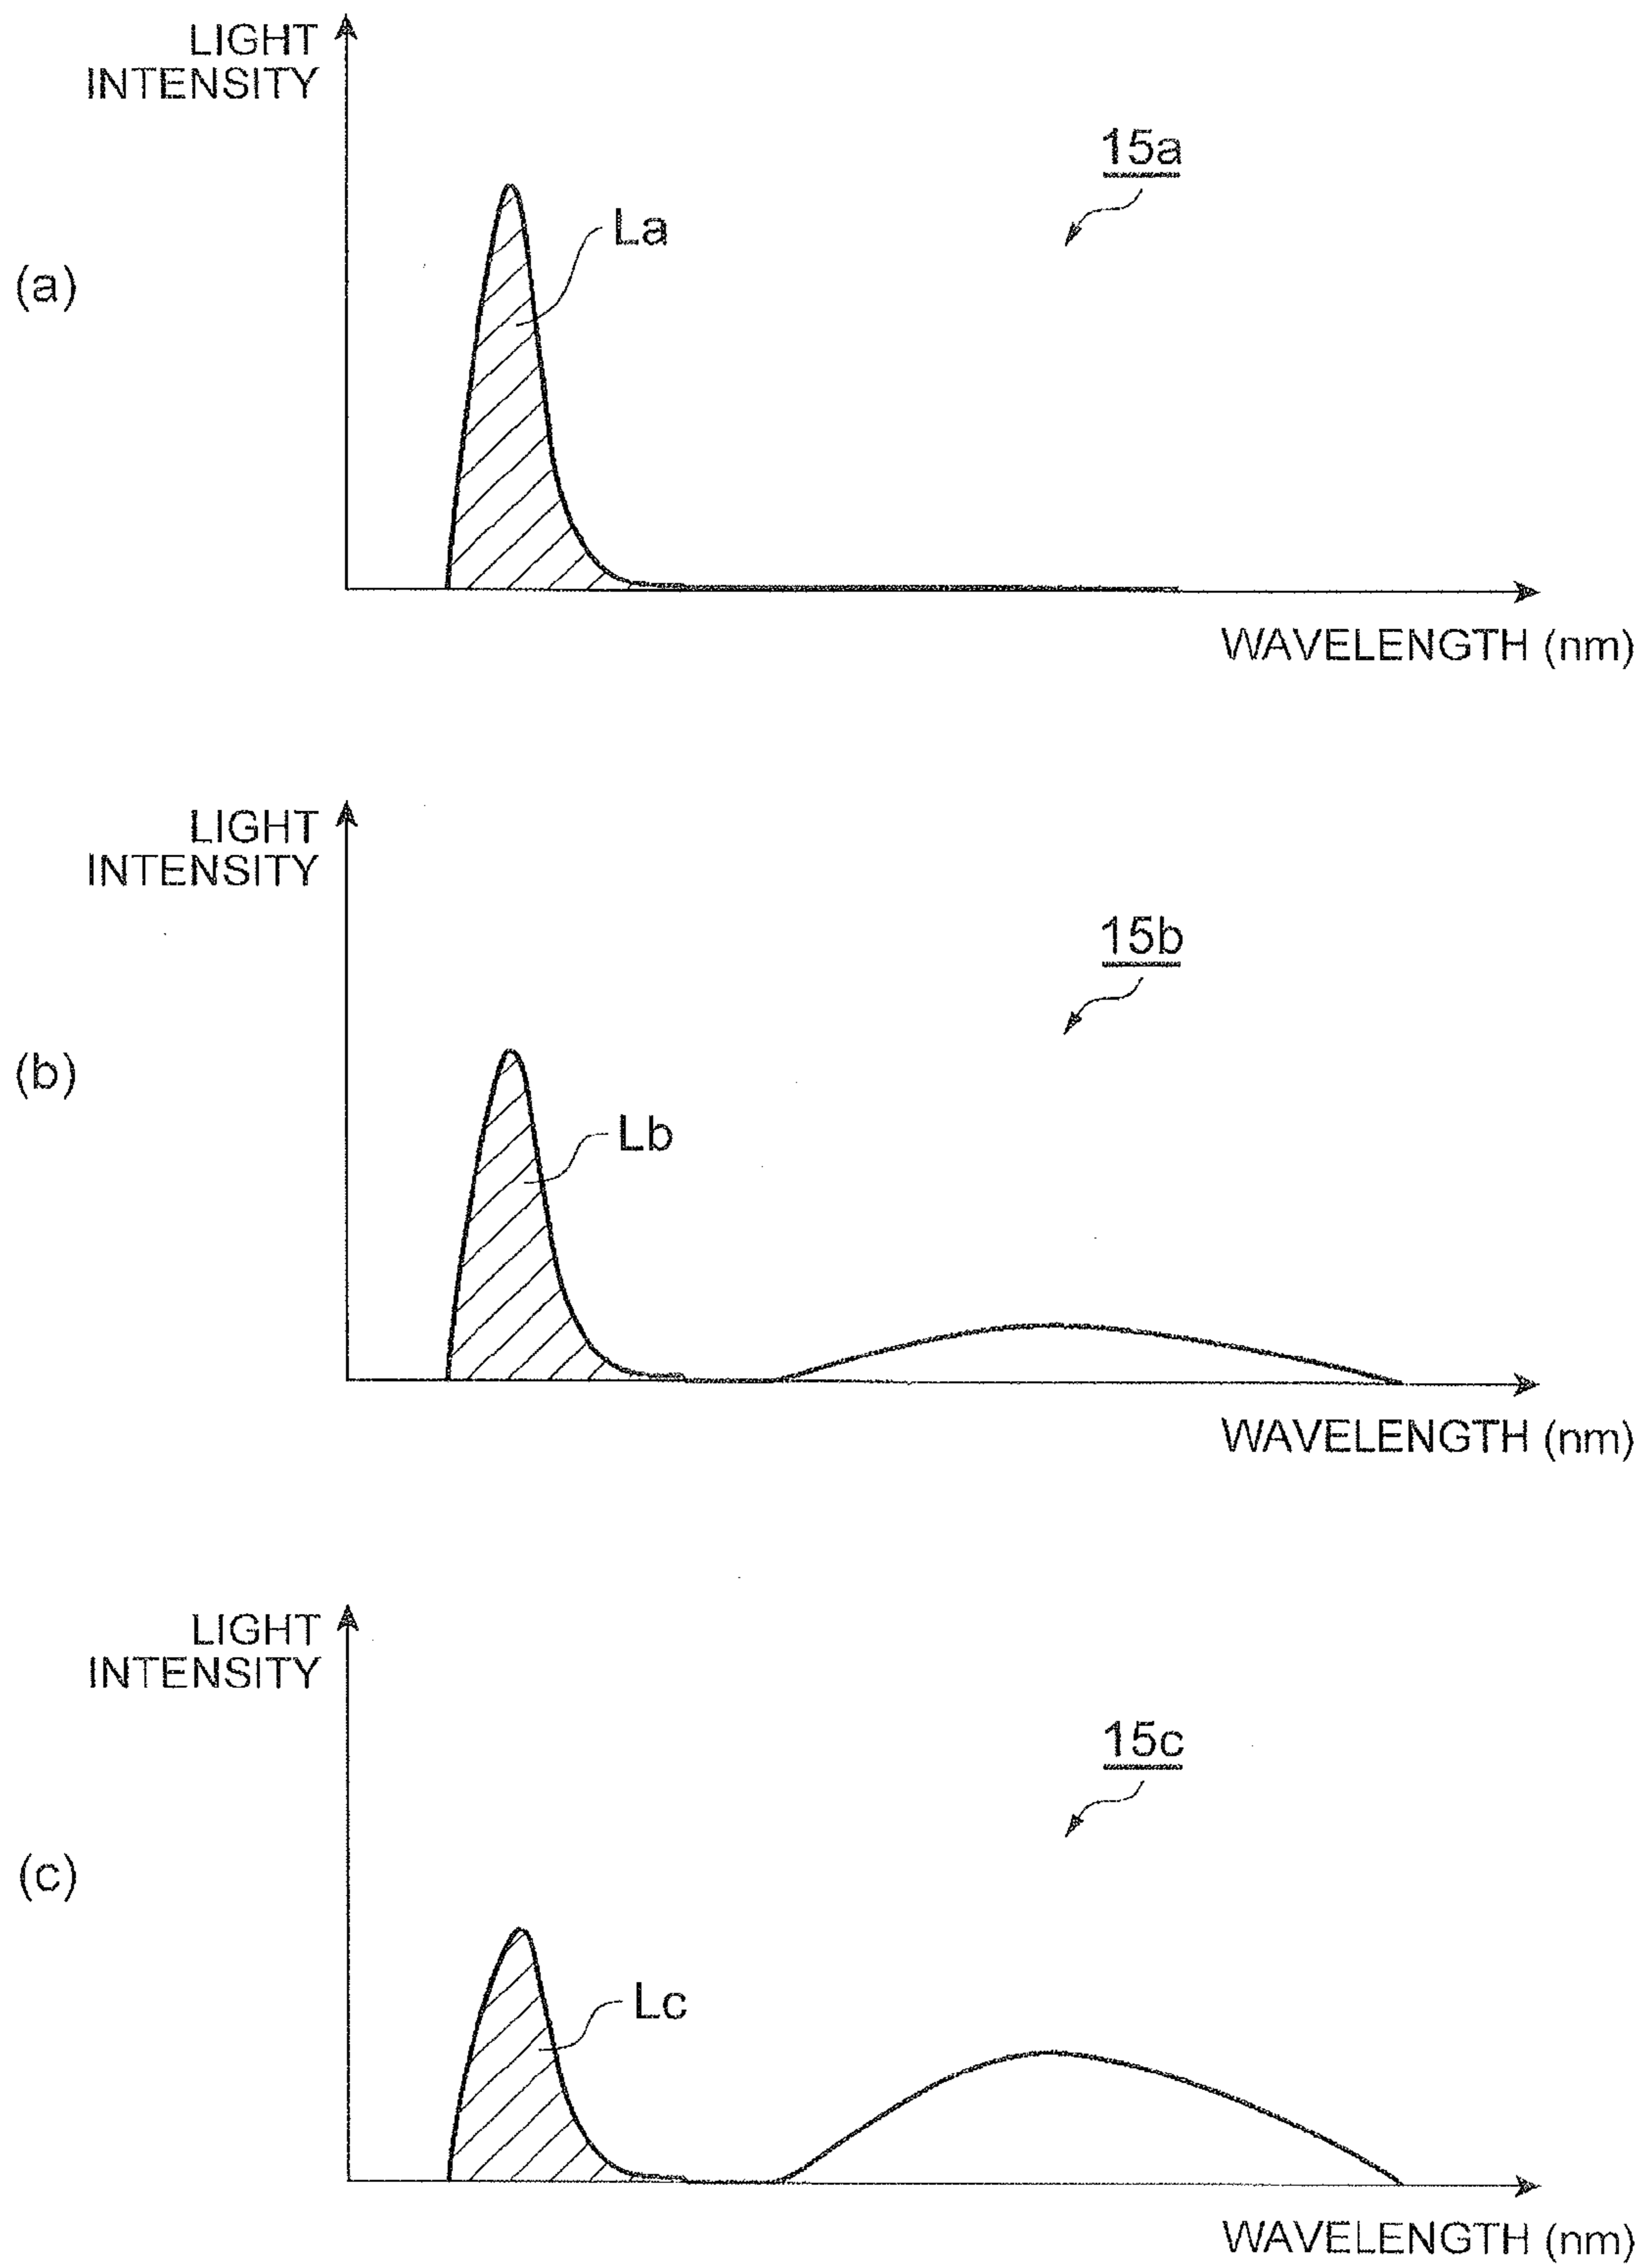 LIGHT
INTENSITY
15a
La
(a)
WAVELENGTH (nm)
LIGHT
INTENSITY
15b
(b)
Lb
WAVELENGTH (nm)
LIGHT
INTENSITY
15c
(c)
Lc
WAVELENGTH (nm)